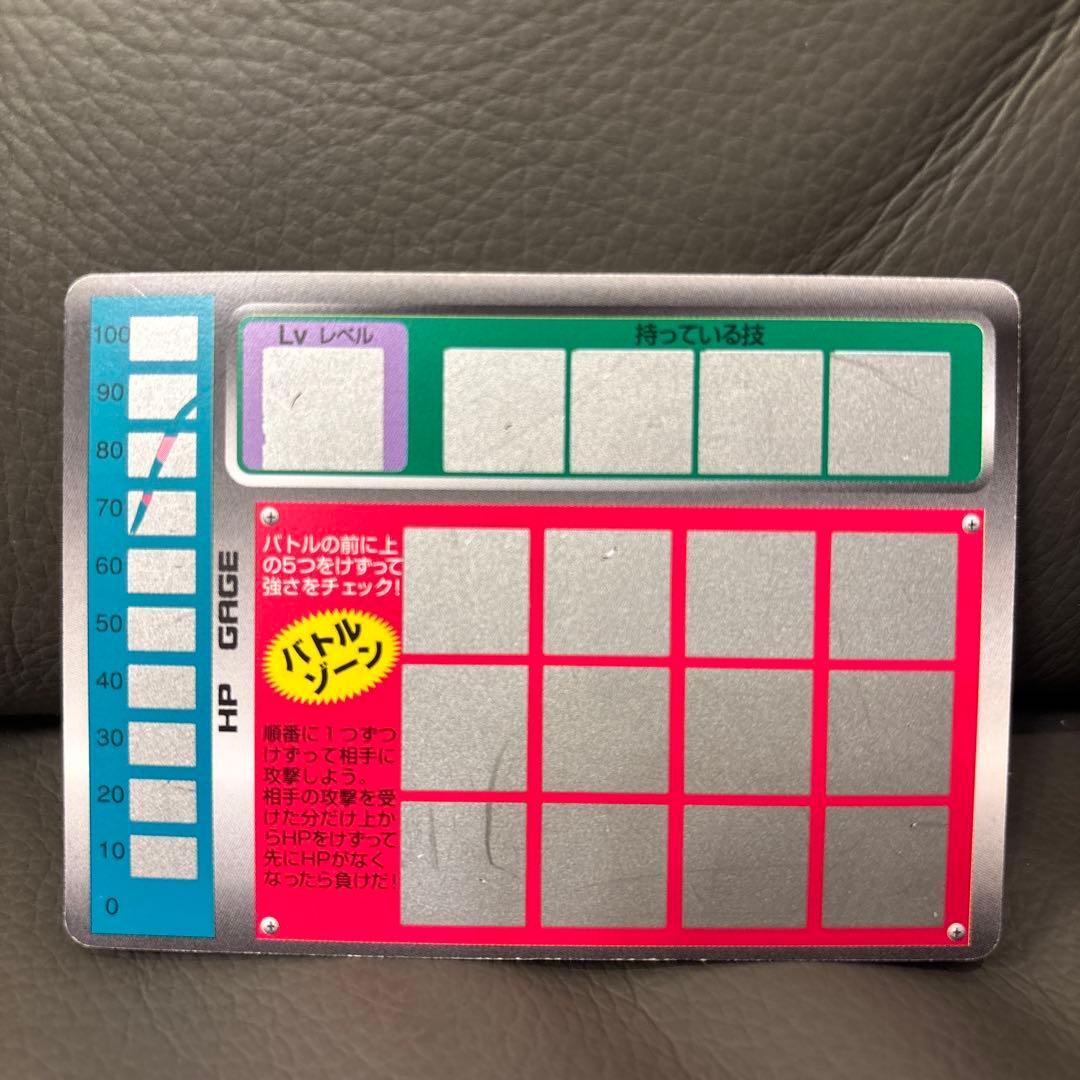 100
90
80
70
60
50
40
30
20
10
0
HP GAGE
Lv レベル
持っている技
バトルの前に上
の5つをけずって
強さをチェック!
バトル
ゾーン
順番に1つずつ
けずって相手に
攻撃しよう。
相手の攻撃を受
けた分だけ上か
らHPをけずって
先にHPがなく
なったら負けだ!